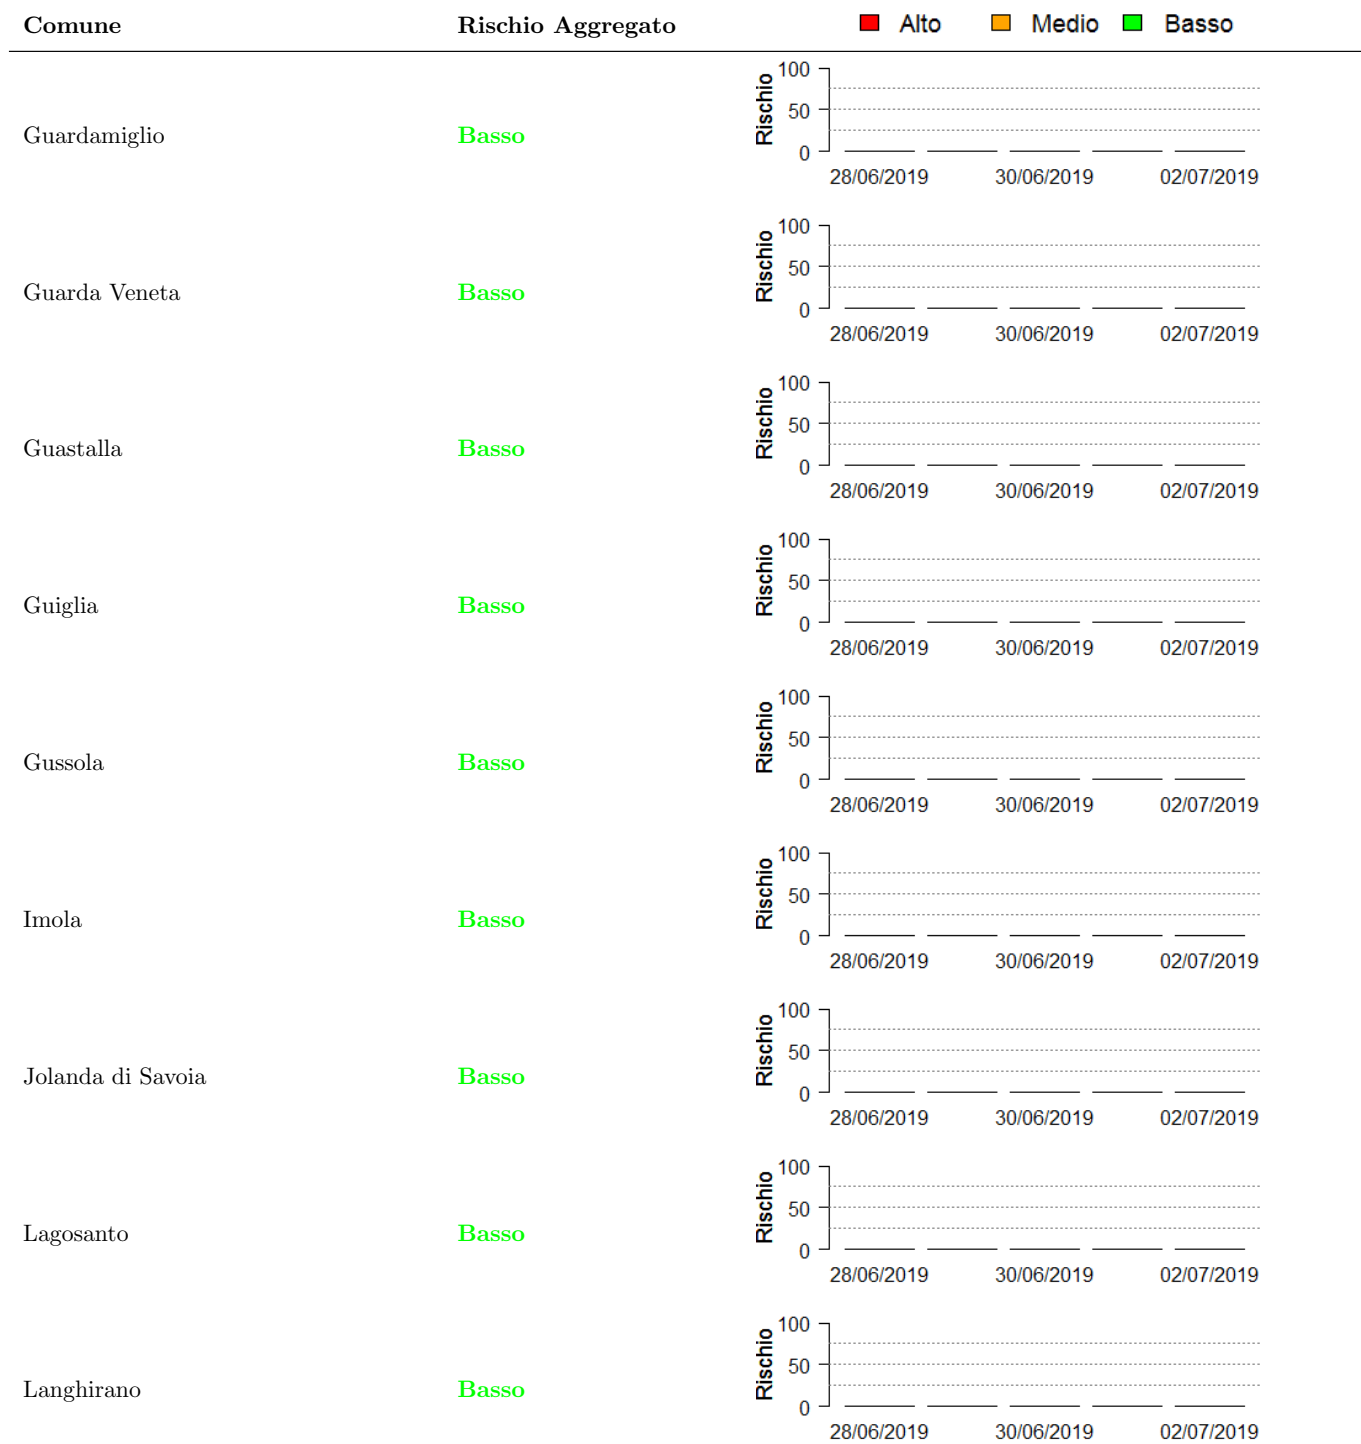 Comune Rischio Aggregato Alto Medio Basso
100
50
0
Rischio
Guardamiglio Basso
28/06/2019 30/06/2019 02/07/2019
100
50
0
Rischio
Guarda Veneta Basso
28/06/2019 30/06/2019 02/07/2019
100
50
0
Rischio
Guastalla Basso
28/06/2019 30/06/2019 02/07/2019
100
50
0
Rischio
Guiglia Basso
28/06/2019 30/06/2019 02/07/2019
100
50
0
Rischio
Gussola Basso
28/06/2019 30/06/2019 02/07/2019
100
50
0
Rischio
Imola Basso
28/06/2019 30/06/2019 02/07/2019
100
50
0
Rischio
Jolanda di Savoia Basso
28/06/2019 30/06/2019 02/07/2019
100
50
0
Rischio
Lagosanto Basso
28/06/2019 30/06/2019 02/07/2019
100
50
0
Rischio
Langhirano Basso
28/06/2019 30/06/2019 02/07/2019